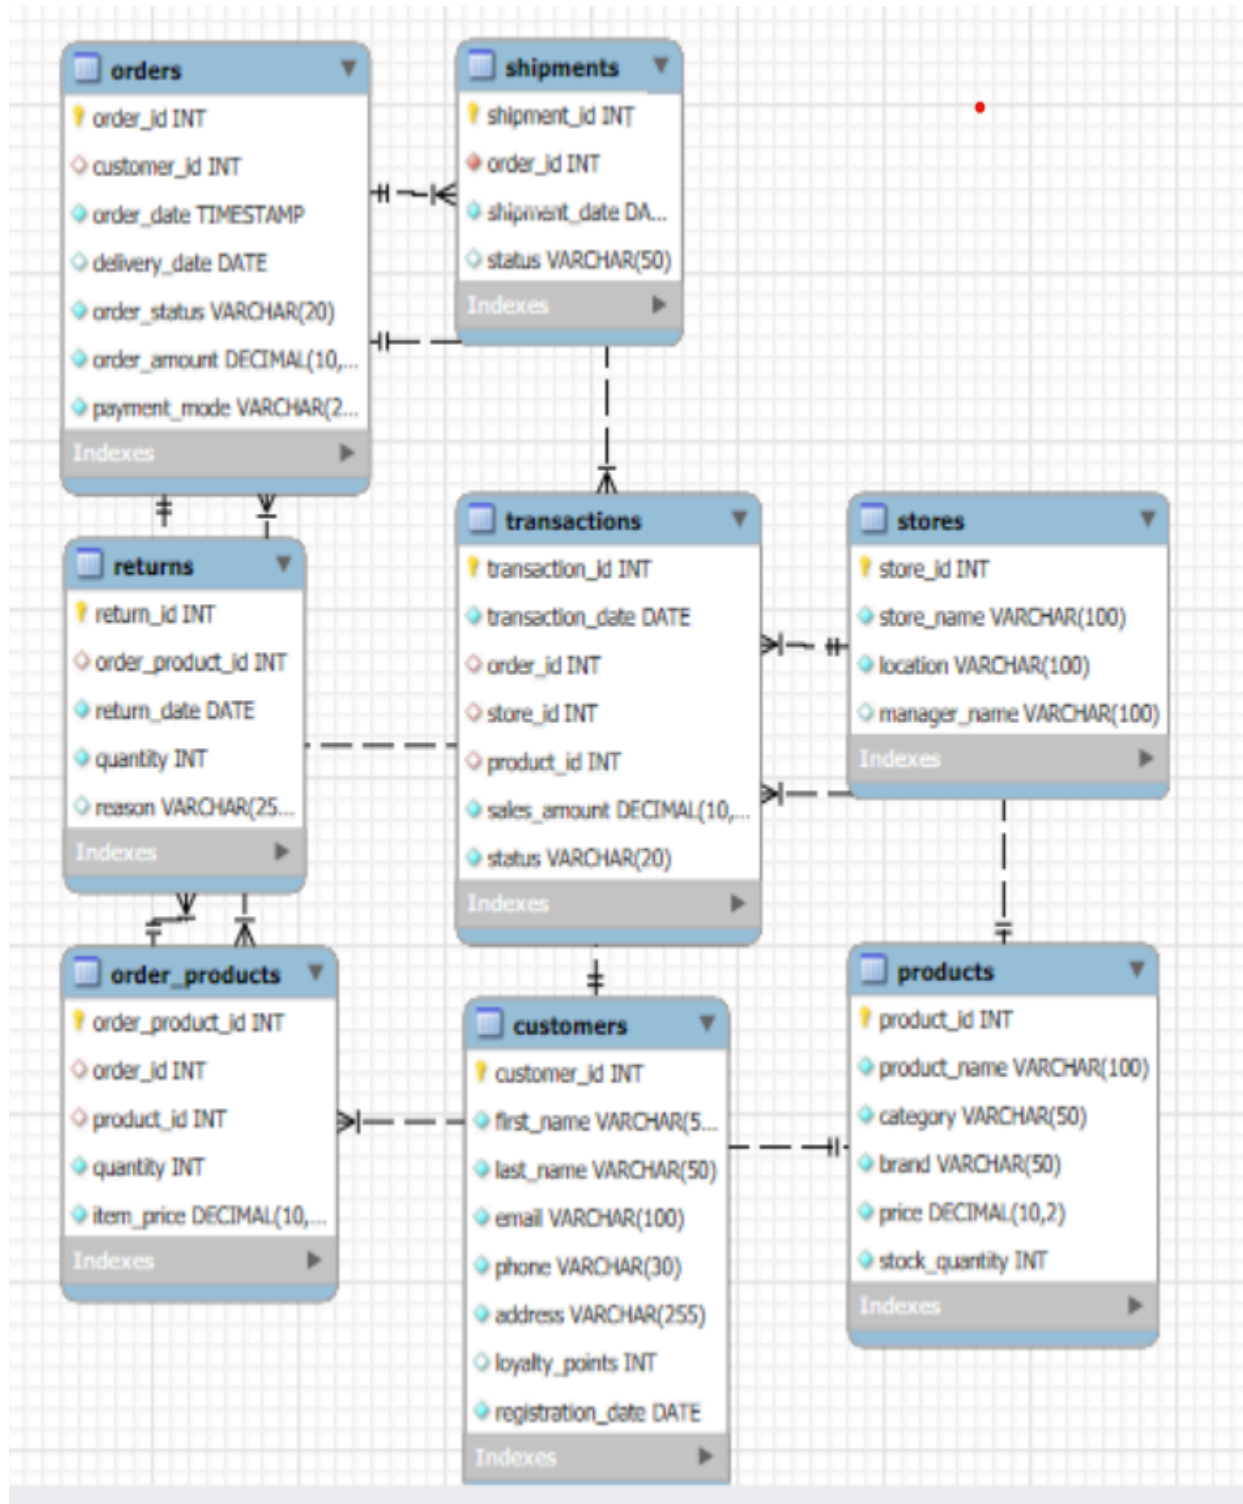 orders
order_id INT
customer_id INT
order_date TIMESTAMP
delivery_date DATE
order_status VARCHAR(20)
order_amount DECIMAL(10,...
payment_mode VARCHAR(2...
Indexes
shipments
shipment_id INT
order_id INT
shipment_date DA...
status VARCHAR(50)
Indexes
returns
return_id INT
order_product_id INT
return_date DATE
quantity INT
reason VARCHAR(25...
Indexes
transactions
transaction_id INT
transaction_date DATE
order_id INT
store_id INT
product_id INT
sales_amount DECIMAL(10,...
status VARCHAR(20)
Indexes
stores
store_id INT
store_name VARCHAR(100)
location VARCHAR(100)
manager_name VARCHAR(100)
Indexes
order_products
order_product_id INT
order_id INT
product_id INT
quantity INT
item_price DECIMAL(10,...
Indexes
customers
customer_id INT
first_name VARCHAR(5...
last_name VARCHAR(50)
email VARCHAR(100)
phone VARCHAR(30)
address VARCHAR(255)
loyalty_points INT
registration_date DATE
Indexes
products
product_id INT
product_name VARCHAR(100)
category VARCHAR(50)
brand VARCHAR(50)
price DECIMAL(10,2)
stock_quantity INT
Indexes